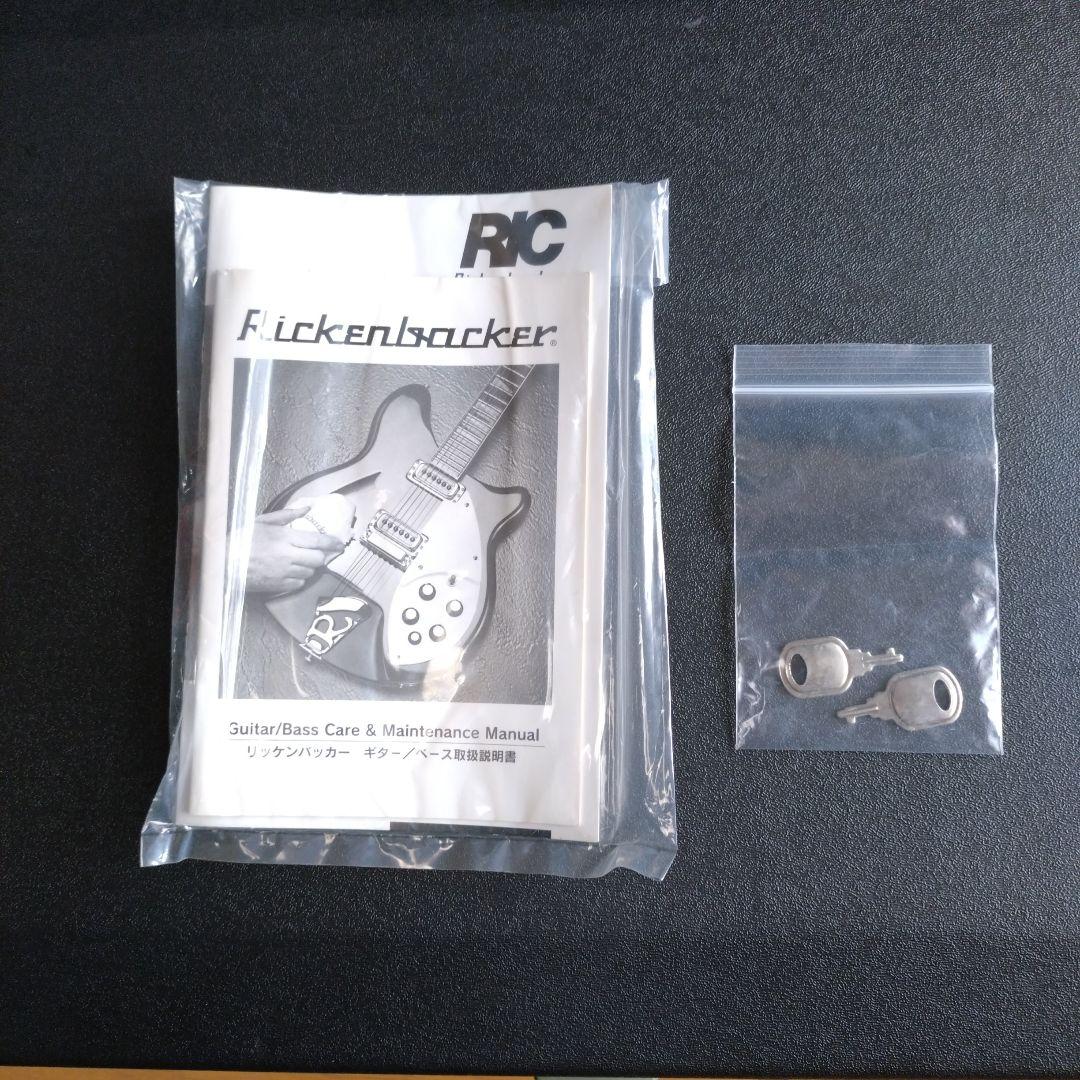 RIC
Rickenbacker®
Guitar/Bass Care & Maintenance Manual
リッケンバッカー ギター／ベース取扱説明書